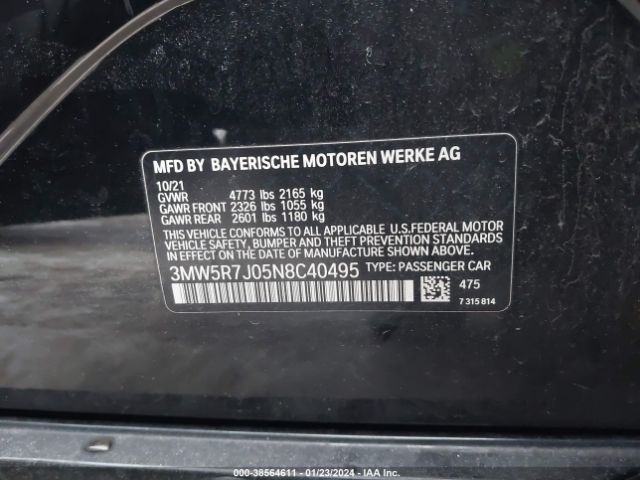 MFD BY BAYERISCHE MOTOREN WERKE AG
10/21
GVWR 4773 lbs 2165 kg
GAWR FRONT 2326 lbs 1055 kg
GAWR REAR 2601 lbs 1180 kg
THIS VEHICLE CONFORMS TO ALL APPLICABLE U.S.FEDERAL MOTOR
VEHICLE SAFETY, BUMPER AND THEFT PREVENTION STANDARDS
IN EFFECT ON THE DATE OF MANUFACTURE SHOWN ABOVE.
3MW5R7J05N8C40495 TYPE: PASSENGER CAR
475
7 315 814
000-38564611 - 01/23/2024 - IAA Inc.